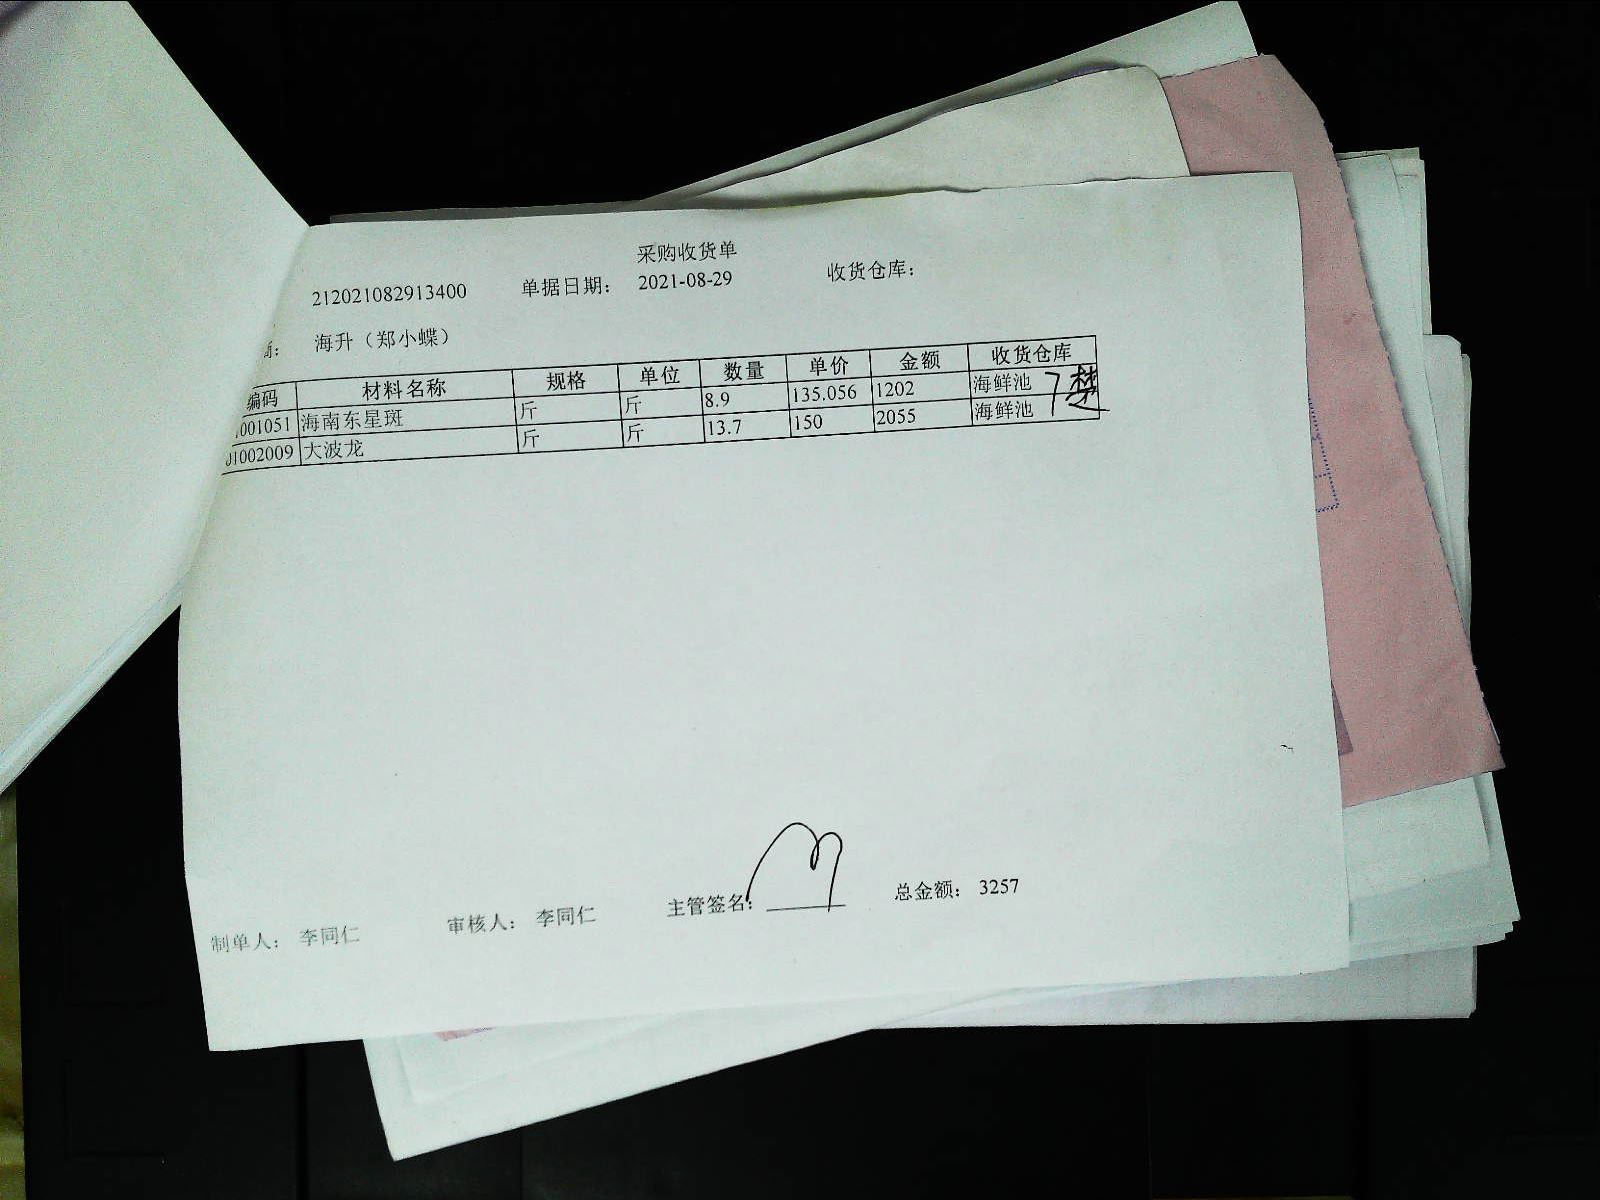 采购收货单
212021082913400 单据日期: 2021-08-29 收货仓库:
商: 海升（郑小蝶）
编码 材料名称 规格 单位 数量 单价 金额 收货仓库
1001051 海南东星斑 斤 斤 8.9 135.056 1202 海鲜池
01002009 大波龙 斤 斤 13.7 150 2055 海鲜池
制单人: 李同仁 审核人: 李同仁 主管签名: 总金额: 3257